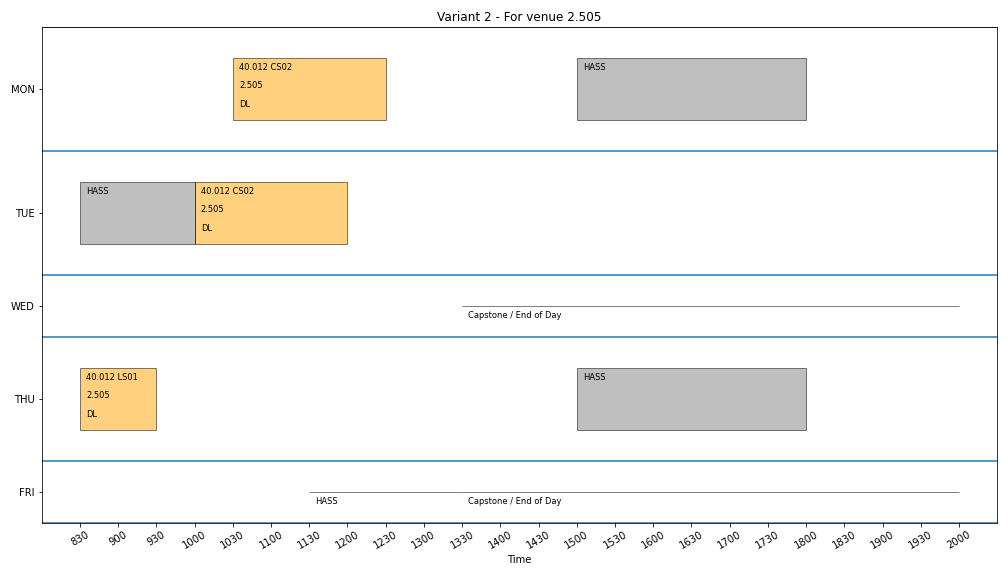 Variant 2 - For venue 2.505
MON
40.012 CS02
2.505
DL
HASS
TUE
HASS
40.012 CS02
2.505
DL
WED
Capstone / End of Day
THU
40.012 LS01
2.505
DL
HASS
FRI
HASS
Capstone / End of Day
830 900 930 1000 1030 1100 1130 1200 1230 1300 1330 1400 1430 1500 1530 1600 1630 1700 1730 1800 1830 1900 1930 2000
Time